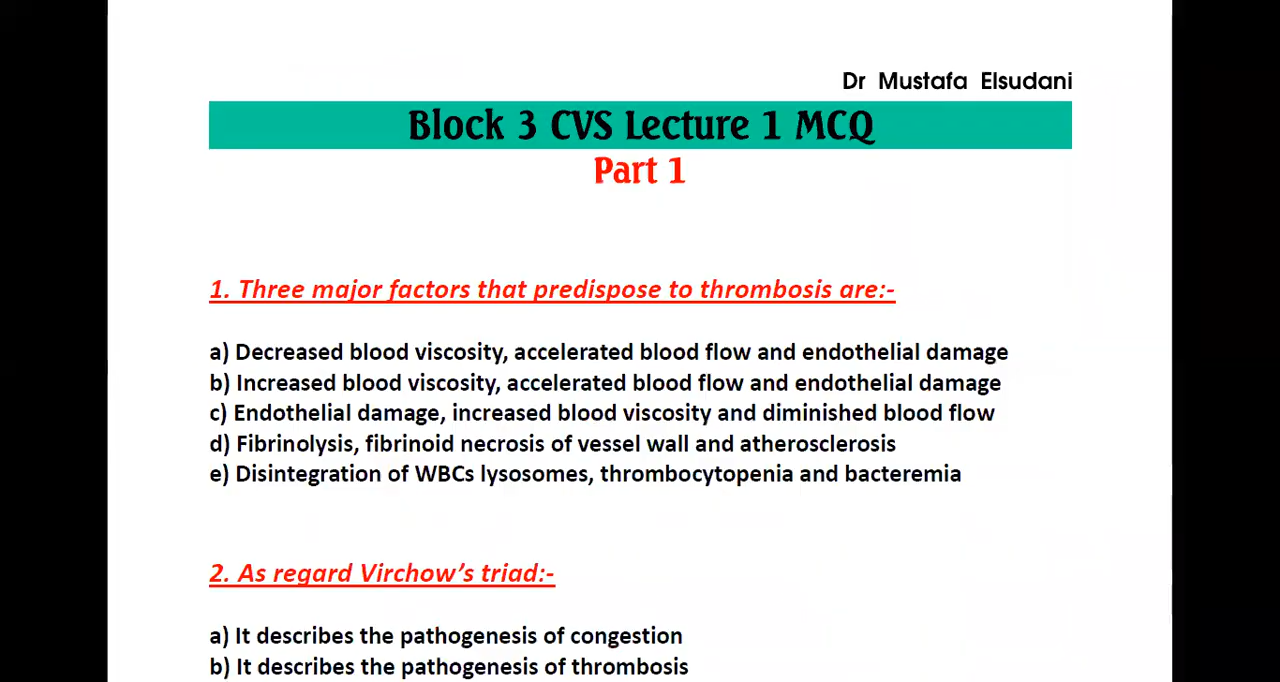 Dr Mustafa Elsudani
Block 3 CVS Lecture 1 MCQ
Part 1
1. Three major factors that predispose to thrombosis are:-
a) Decreased blood viscosity, accelerated blood flow and endothelial damage
b) Increased blood viscosity, accelerated blood flow and endothelial damage
c) Endothelial damage, increased blood viscosity and diminished blood flow
d) Fibrinolysis, fibrinoid necrosis of vessel wall and atherosclerosis
e) Disintegration of WBCs lysosomes, thrombocytopenia and bacteremia
2. As regard Virchow’s triad:-
a) It describes the pathogenesis of congestion
b) It describes the pathogenesis of thrombosis